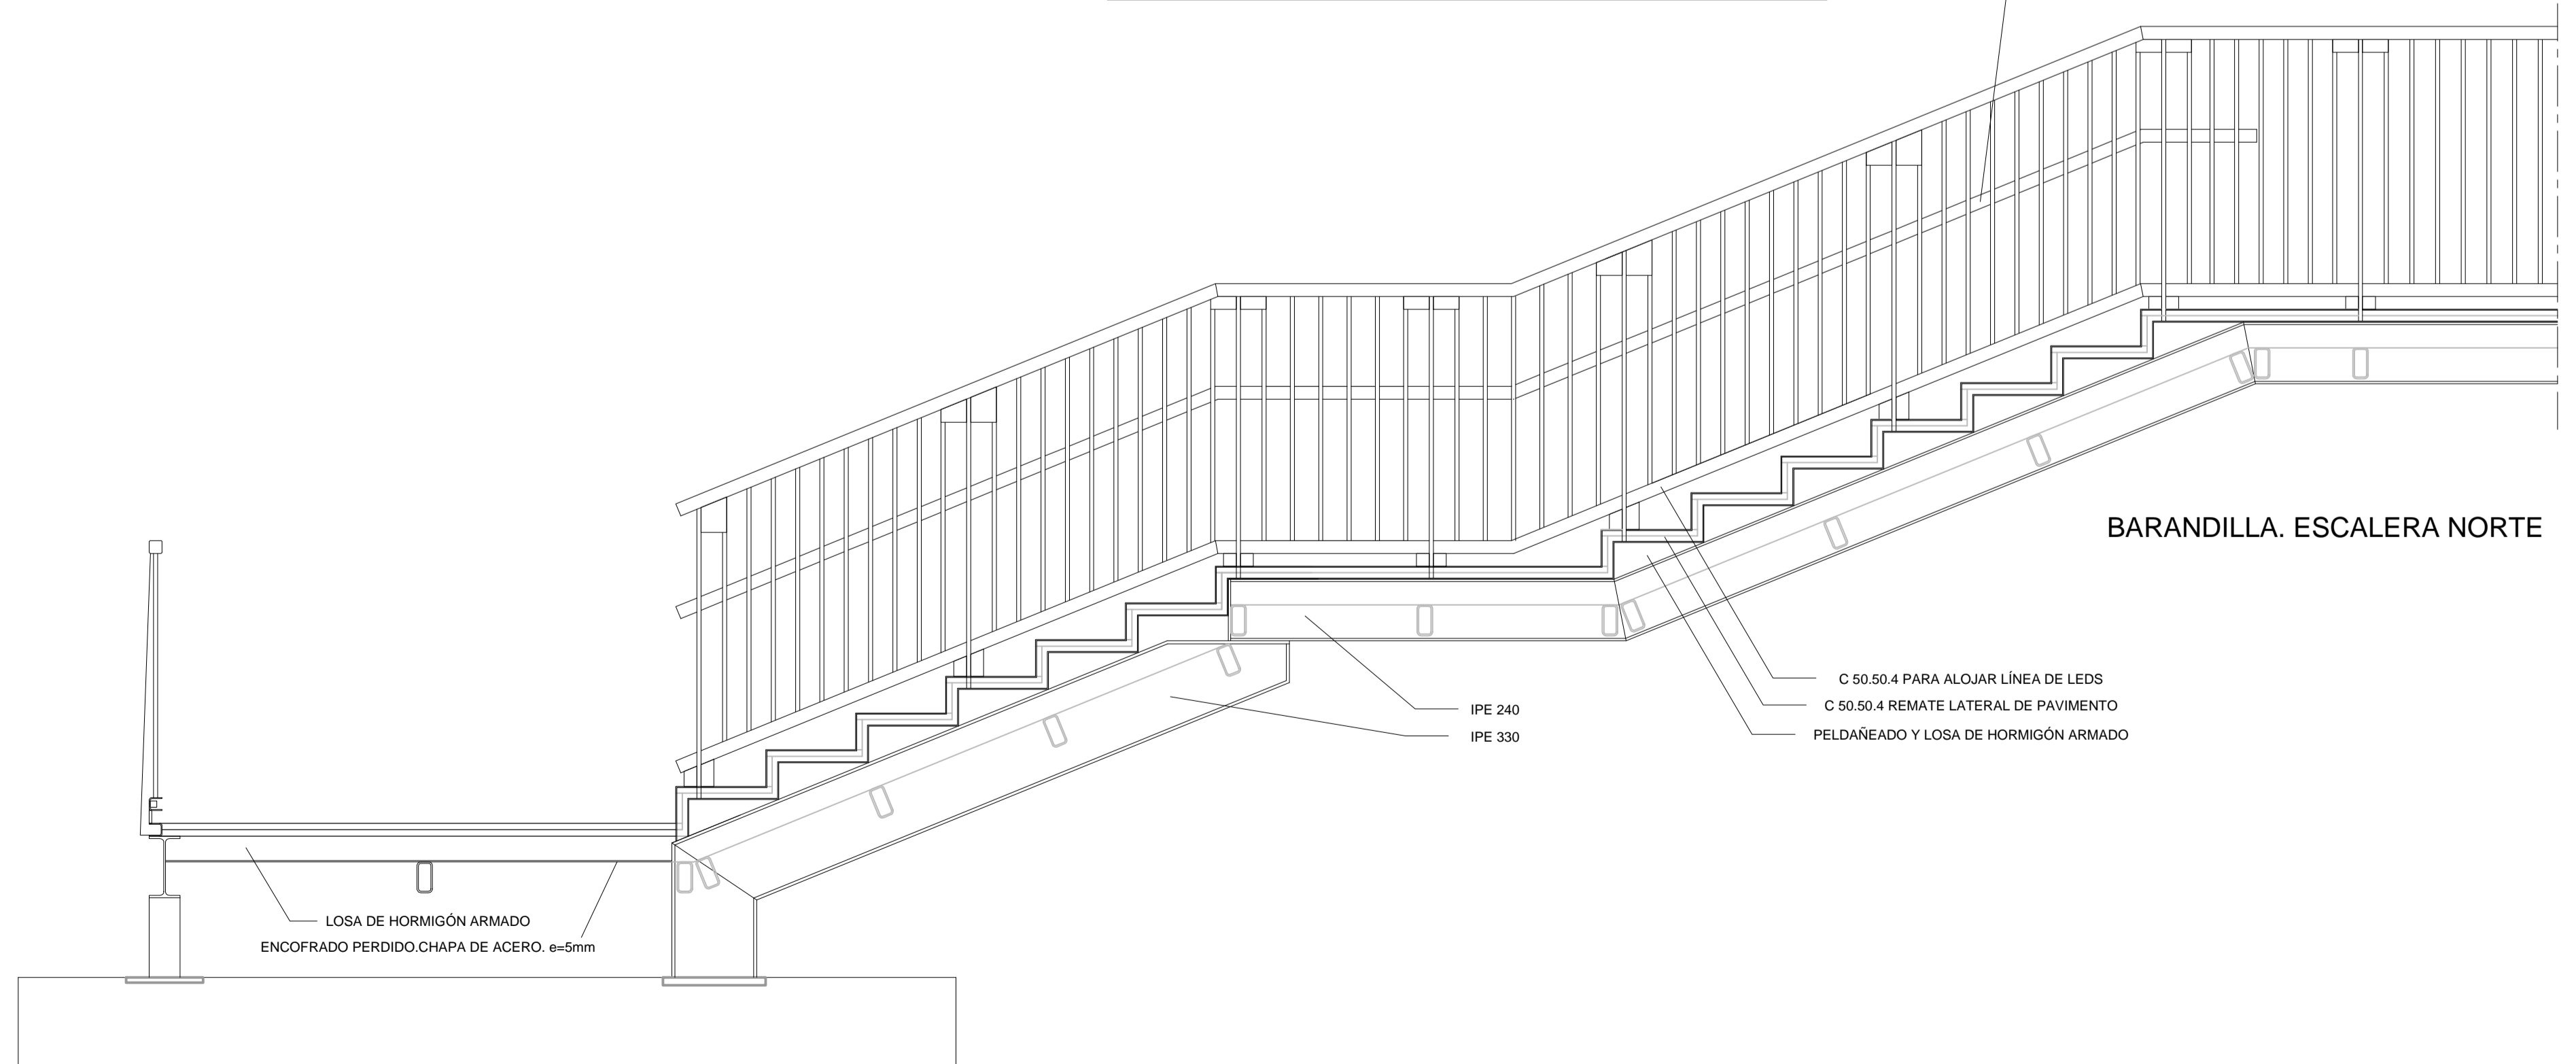 BARANDILLA. ESCALERA NORTE
C 50.50.4 PARA ALOJAR LÍNEA DE LEDS
C 50.50.4 REMATE LATERAL DE PAVIMENTO
PELDAÑEADO Y LOSA DE HORMIGÓN ARMADO
IPE 240
IPE 330
LOSA DE HORMIGÓN ARMADO
ENCOFRADO PERDIDO.CHAPA DE ACERO. e=5mm